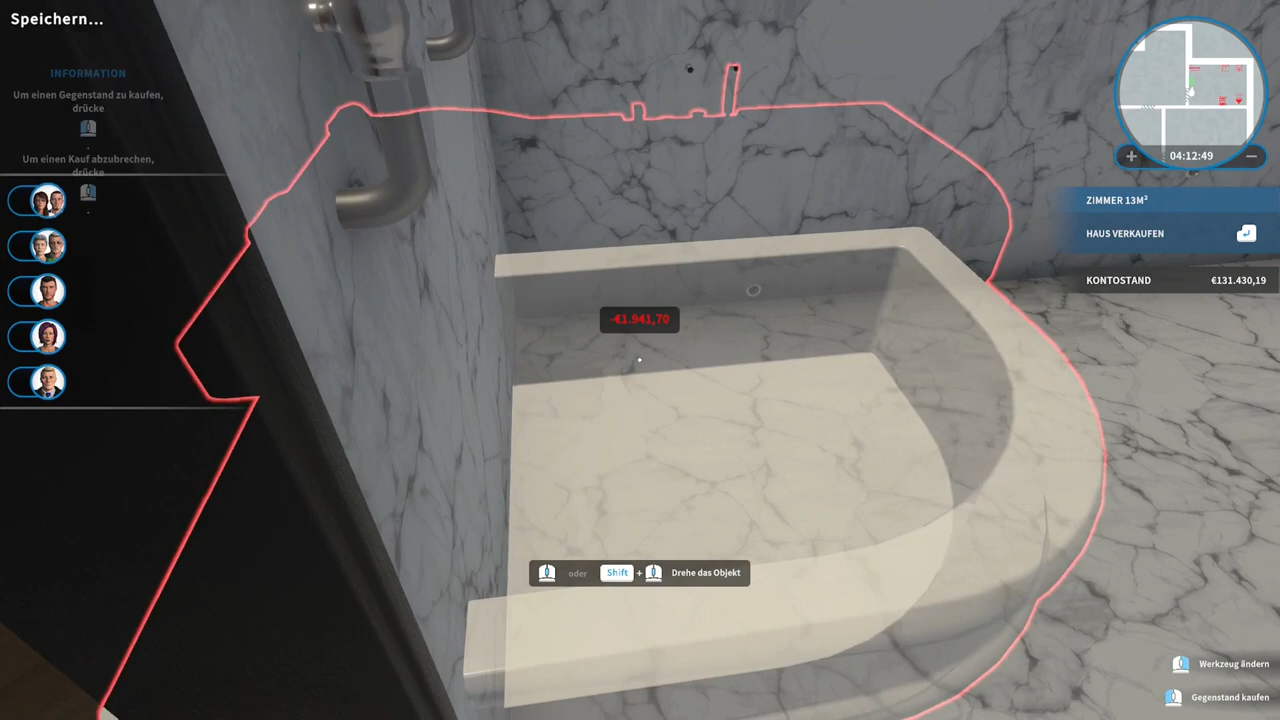 Speichern...
INFORMATION
Um einen Gegenstand zu kaufen,
drücke
.
Um einen Kauf abzubrechen,
drücke
.
04:12:49
ZIMMER 13M²
HAUS VERKAUFEN
KONTOSTAND €131.430,19
-€1.941,70
oder Shift + Drehe das Objekt
Werkzeug ändern
Gegenstand kaufen